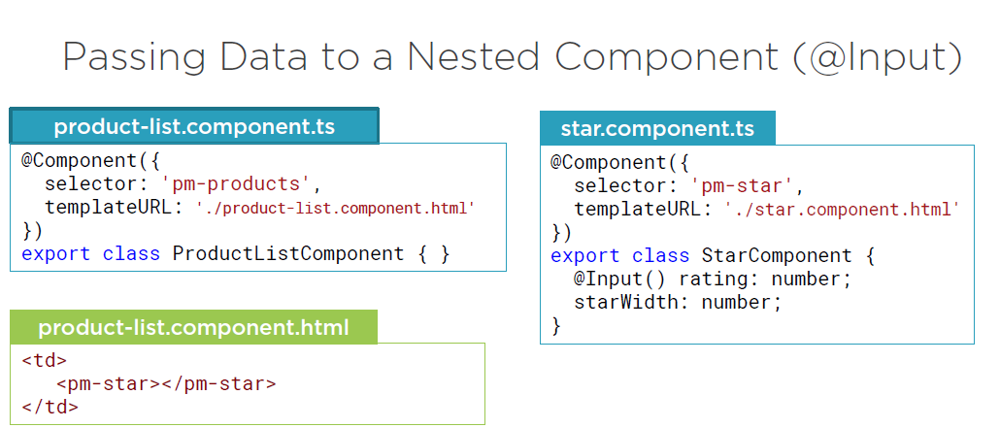 Passing Data to a Nested Component (@Input)
product-list.component.ts
@Component({
  selector: 'pm-products',
  templateURL: './product-list.component.html'
})
export class ProductListComponent { }
product-list.component.html
<td>
   <pm-star></pm-star>
</td>
star.component.ts
@Component({
  selector: 'pm-star',
  templateURL: './star.component.html'
})
export class StarComponent {
  @Input() rating: number;
  starWidth: number;
}